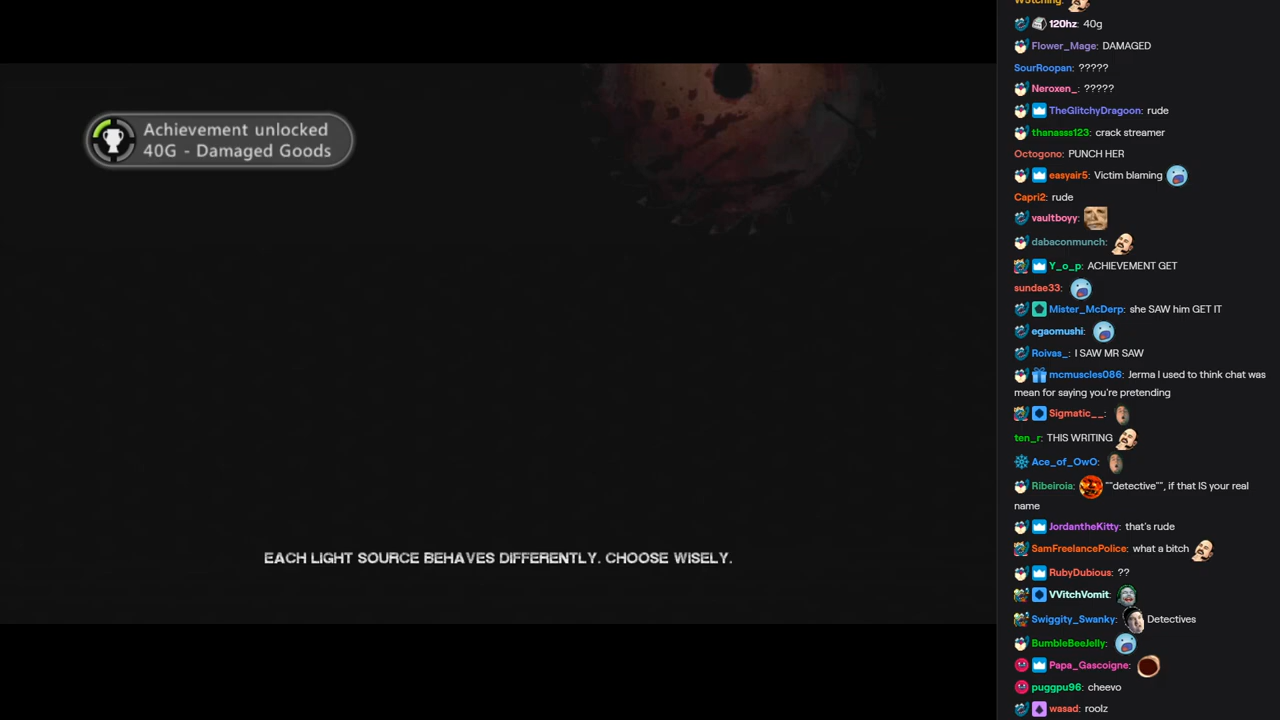 Achievement unlocked
40G - Damaged Goods
EACH LIGHT SOURCE BEHAVES DIFFERENTLY. CHOOSE WISELY.
120hz: 40g
Flower_Mage: DAMAGED
SourRoopan: ?????
Neroxen_: ?????
TheGlitchyDragoon: rude
thanasss123: crack streamer
Octogono: PUNCH HER
easyair5: Victim blaming
Capri2: rude
vaultboyy:
dabaconmunch:
Y_o_p: ACHIEVEMENT GET
sundae33:
Mister_McDerp: she SAW him GET IT
egaomushi:
Roivas_: I SAW MR SAW
mcmuscles086: Jerma I used to think chat was
mean for saying you're pretending
Sigmatic__:
ten_r: THIS WRITING
Ace_of_OwO:
Ribeiroia: ""detective"", if that IS your real
name
JordantheKitty: that's rude
SamFreelancePolice: what a bitch
RubyDubious: ??
VVitchVomit:
Swiggity_Swanky: Detectives
BumbleBeeJelly:
Papa_Gascoigne:
puggpu96: cheevo
wasad: roolz